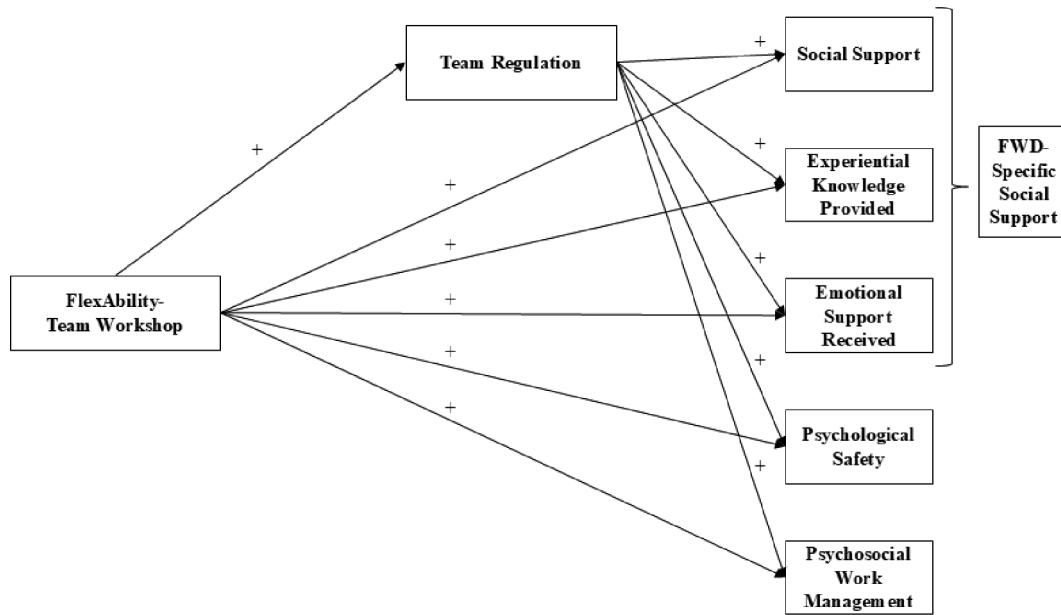 Team Regulation
+
Social Support
+
+
Experiential
Knowledge
Provided
FWD-
Specific
Social
Support
+
+
+
FlexAbility-
Team Workshop
+
Emotional
Support
Received
+
+
+
Psychological
Safety
+
Psychosocial
Work
Management